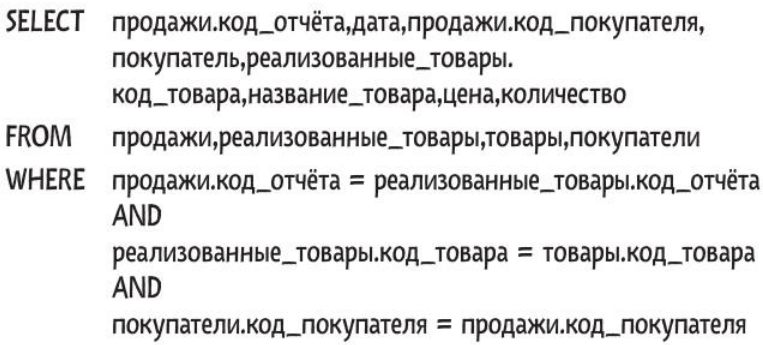 SELECT продажи.код_отчёта,дата,продажи.код_покупателя,
покупатель,реализованные_товары.
код_товара,название_товара,цена,количество
FROM продажи,реализованные_товары,товары,покупатели
WHERE продажи.код_отчёта = реализованные_товары.код_отчёта
AND
реализованные_товары.код_товара = товары.код_товара
AND
покупатели.код_покупателя = продажи.код_покупателя